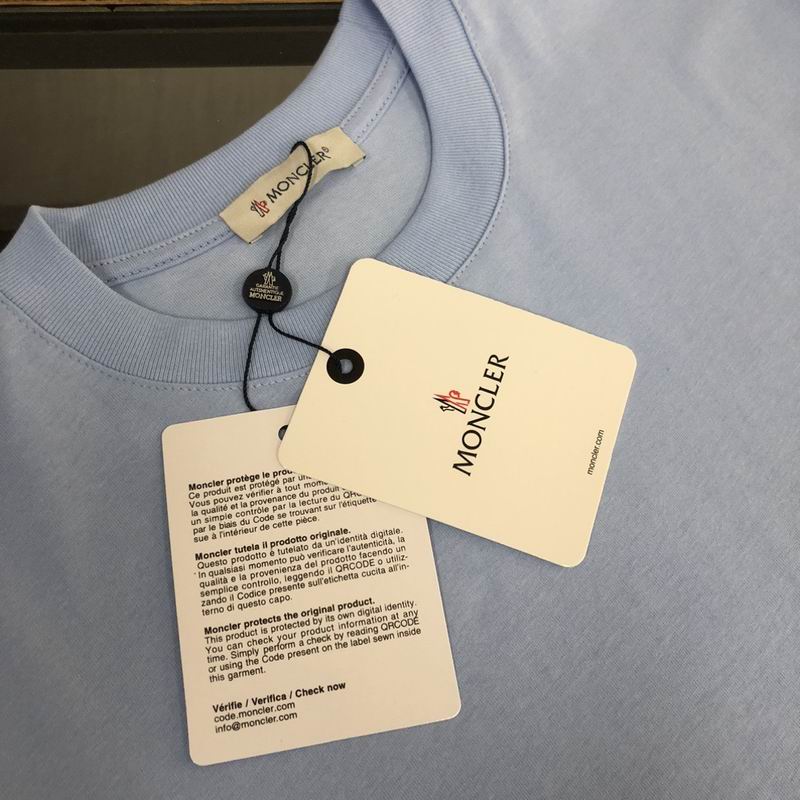 MONCLER®
GARANTIE
AUTHENTIQUE
MONCLER
MONCLER
moncler.com
Moncler protège le
Ce produit est protégé par
Vous pouvez vérifier à tout
la qualité et la provenance du produit
un simple contrôle par la lecture du
par le biais du Code se trouvant sur l'étiquette
sue à l'intérieur de cette pièce.
Moncler tutela il prodotto originale.
Questo prodotto è tutelato da un'identità digitale.
In qualsiasi momento può verificare l'autenticità, la
qualità e la provenienza del prodotto facendo un
semplice controllo, leggendo il QRCODE o utiliz-
zando il Codice presente sull'etichetta cucita all'in-
terno di questo capo.
Moncler protects the original product.
This product is protected by its own digital identity.
You can check your product information at any
time. Simply perform a check by reading QRCODE
or using the Code present on the label sewn inside
this garment.
Vérifie / Verifica / Check now
code.moncler.com
info@moncler.com